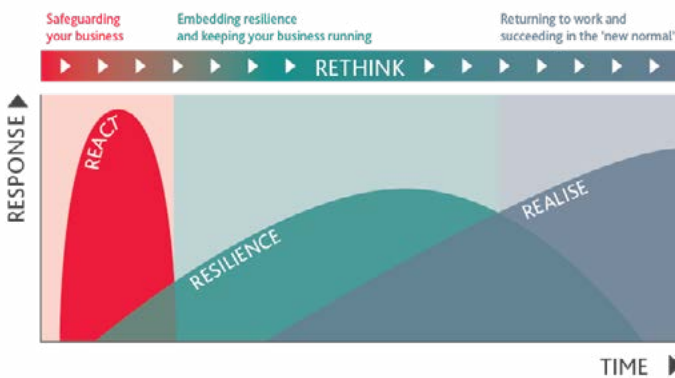 Safeguarding
your business
Embedding resilience
and keeping your business running
Returning to work and
succeeding in the 'new normal'
RETHINK
RESPONSE
REACT
RESILIENCE
REALISE
TIME